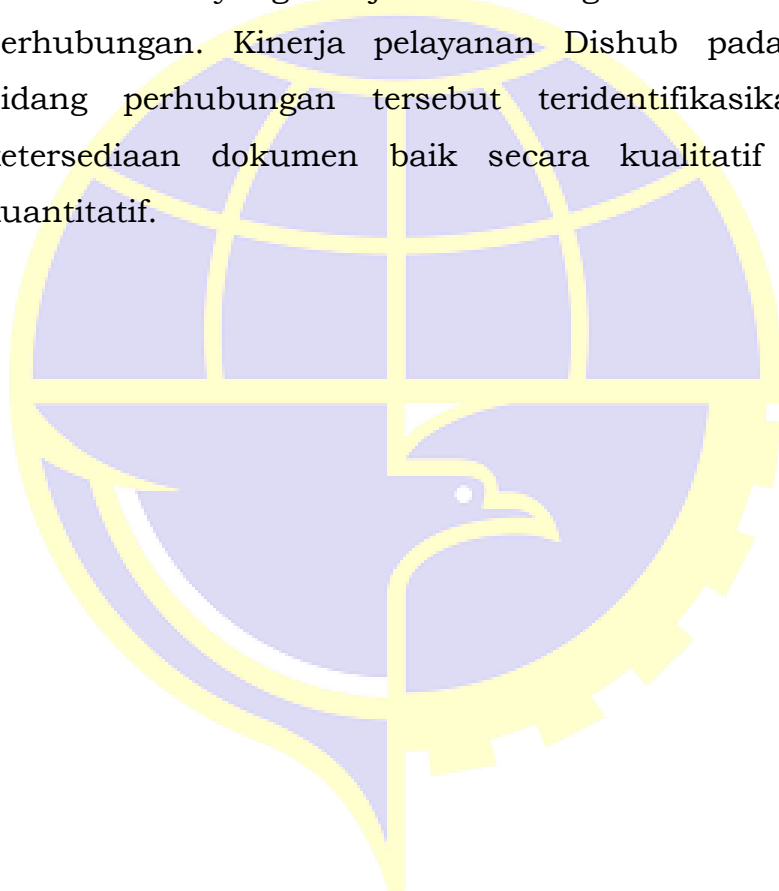 erhubungan. Kinerja pelayanan Dishub pada
idang perhubungan tersebut teridentifikasika
etersediaan dokumen baik secara kualitatif
uantitatif.